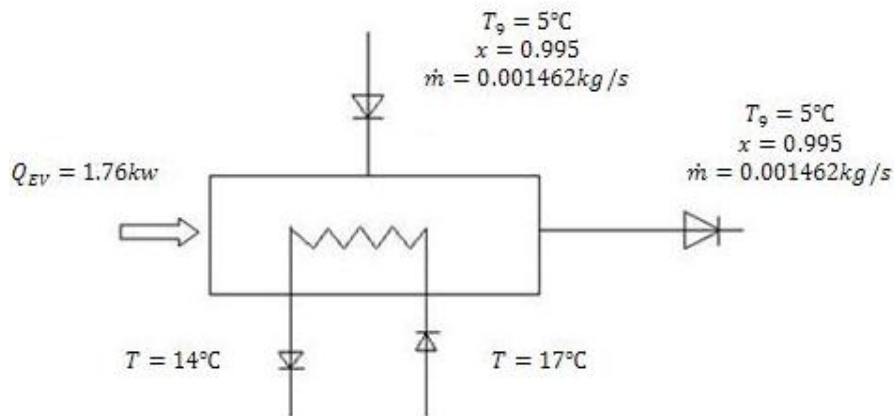 T₉ = 5℃
x = 0.995
ṁ = 0.001462kg/s
T₉ = 5℃
x = 0.995
ṁ = 0.001462kg/s
Q_EV = 1.76kw
T = 14℃
T = 17℃